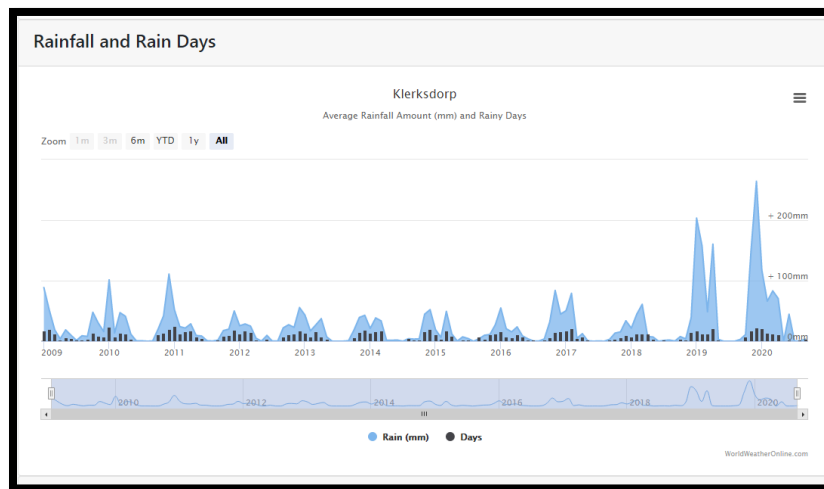 Rainfall and Rain Days
Klerksdorp
Average Rainfall Amount (mm) and Rainy Days
Zoom 1m 3m 6m YTD 1y All
+ 200mm
+ 100mm
0mm
2009 2010 2011 2012 2013 2014 2015 2016 2017 2018 2019 2020
2010 2012 2014 2016 2018 2020
Rain (mm) Days
WorldWeatherOnline.com